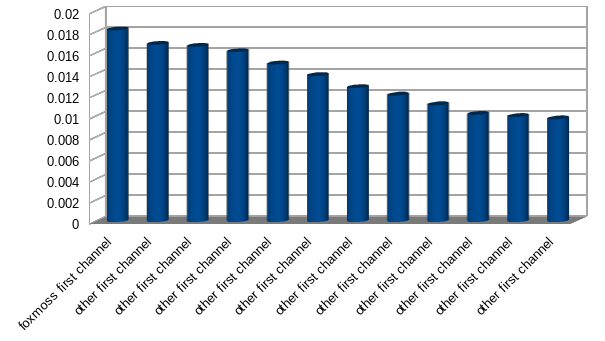 0.02
0.018
0.016
0.014
0.012
0.01
0.008
0.006
0.004
0.002
0
foxmoss first channel
other first channel
other first channel
other first channel
other first channel
other first channel
other first channel
other first channel
other first channel
other first channel
other first channel
other first channel